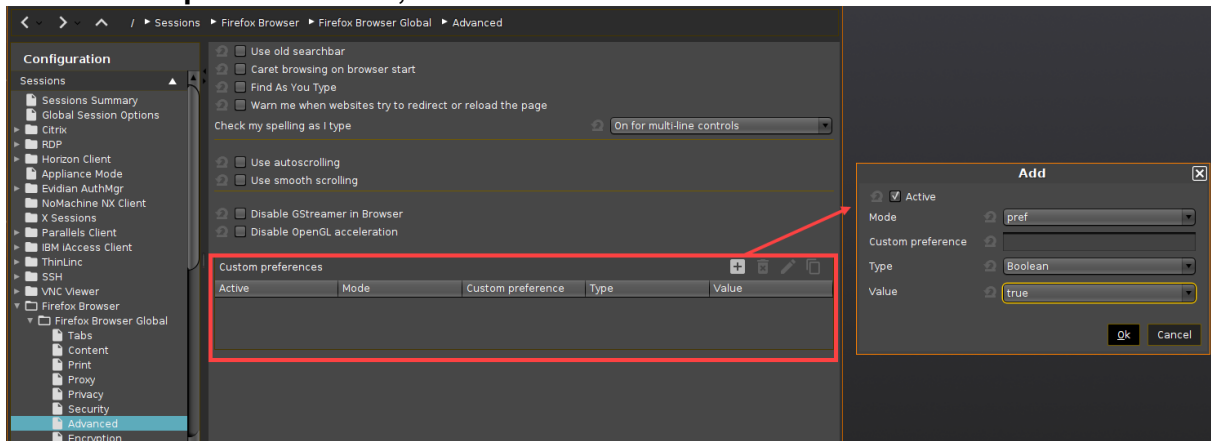 / Sessions Firefox Browser Firefox Browser Global Advanced
Configuration
Sessions
Sessions Summary
Global Session Options
Citrix
RDP
Horizon Client
Appliance Mode
Evidian AuthMgr
NoMachine NX Client
X Sessions
Parallels Client
IBM iAccess Client
ThinLinc
SSH
VNC Viewer
Firefox Browser
Firefox Browser Global
Tabs
Content
Print
Proxy
Privacy
Security
Advanced
Encryption
Use old searchbar
Caret browsing on browser start
Find As You Type
Warn me when websites try to redirect or reload the page
Check my spelling as I type On for multi-line controls
Use autoscrolling
Use smooth scrolling
Disable GStreamer in Browser
Disable OpenGL acceleration
Custom preferences
Active Mode Custom preference Type Value
Add
Active
Mode pref
Custom preference
Type Boolean
Value true
Ok Cancel